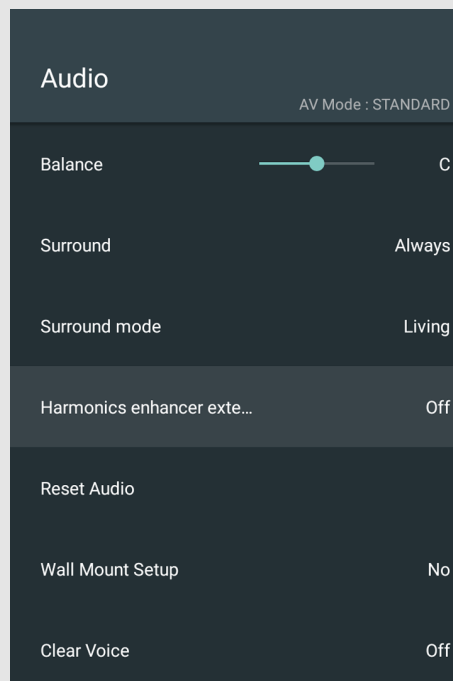 Audio
AV Mode : STANDARD
Balance C
Surround Always
Surround mode Living
Harmonics enhancer exte... Off
Reset Audio
Wall Mount Setup No
Clear Voice Off